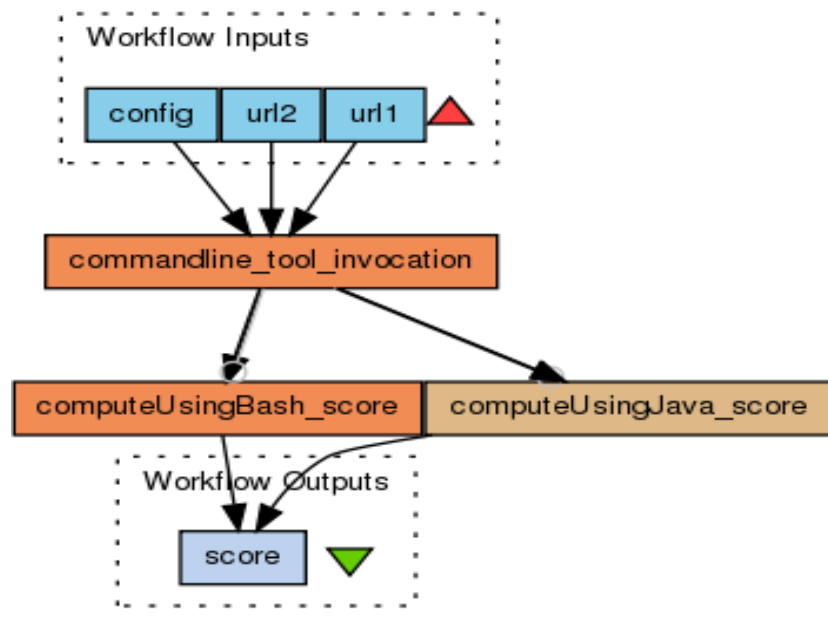 Workflow Inputs
config url2 url1
commandline_tool_invocation
computeUsingBash_score computeUsingJava_score
Workflow Outputs
score